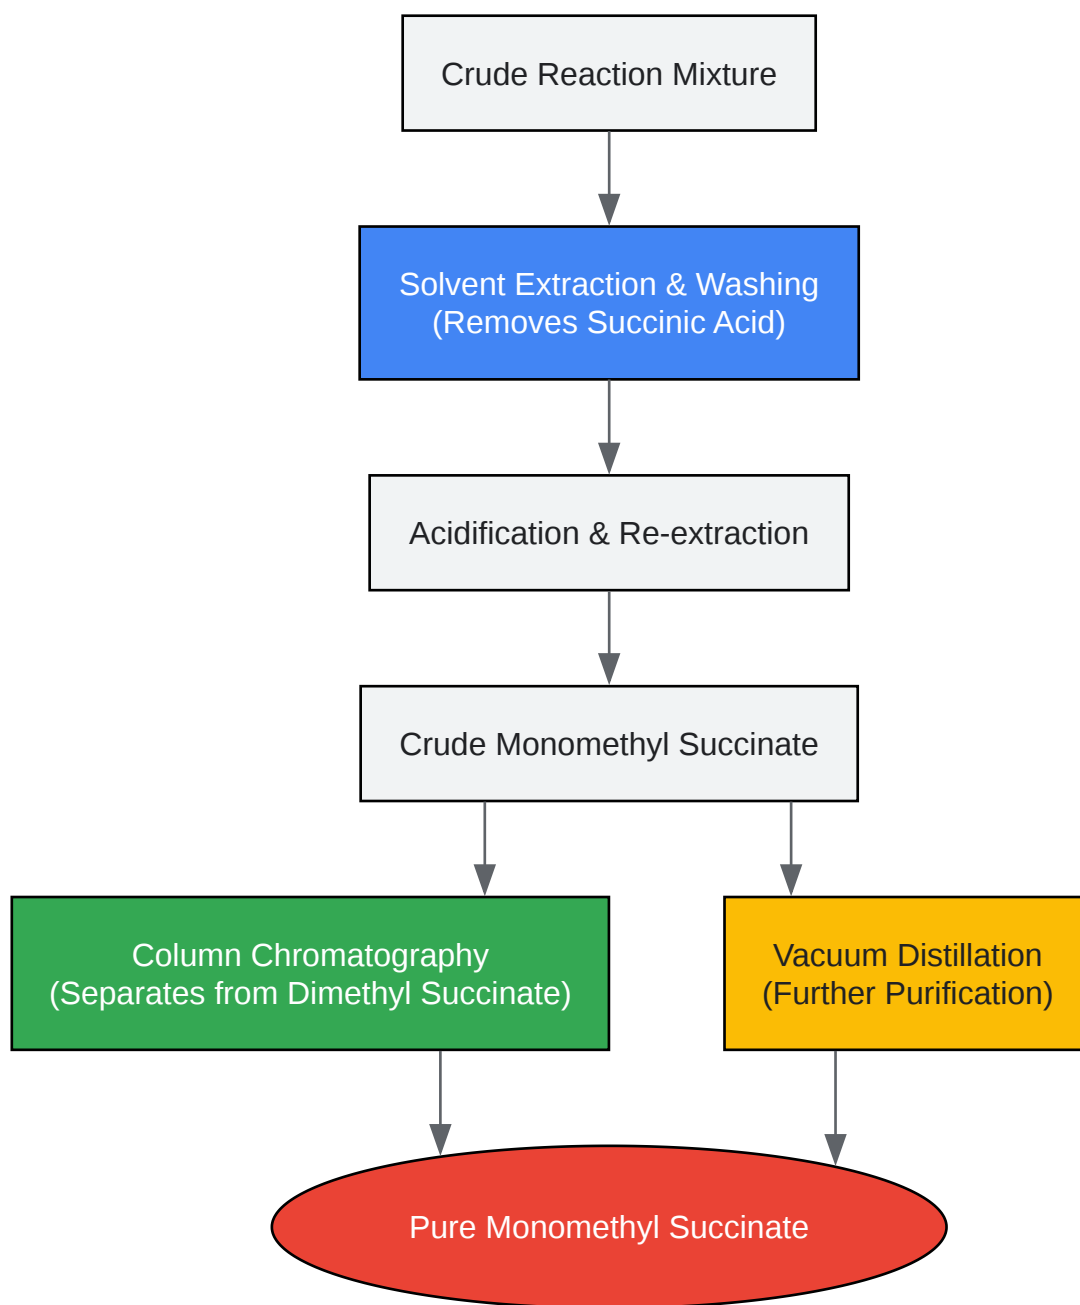 Crude Reaction Mixture
Solvent Extraction & Washing
(Removes Succinic Acid)
Acidification & Re-extraction
Crude Monomethyl Succinate
Column Chromatography
(Separates from Dimethyl Succinate)
Vacuum Distillation
(Further Purification)
Pure Monomethyl Succinate